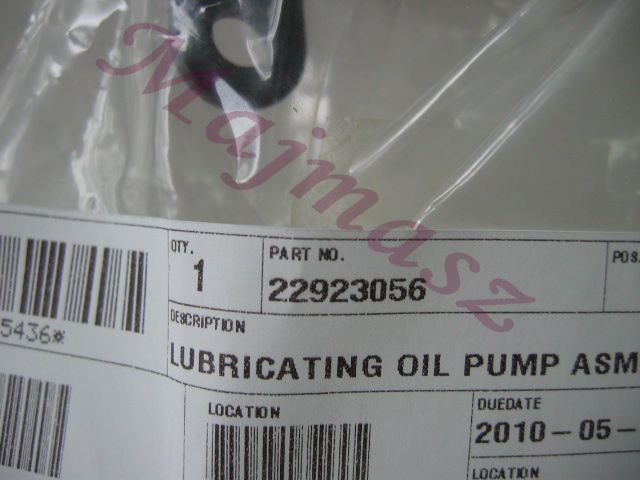 Majmasz
QTY. PART NO. POS.
1 22923056
5436*
DESCRIPTION
LUBRICATING OIL PUMP ASM
LOCATION DUEDATE
2010-05-
LOCATION